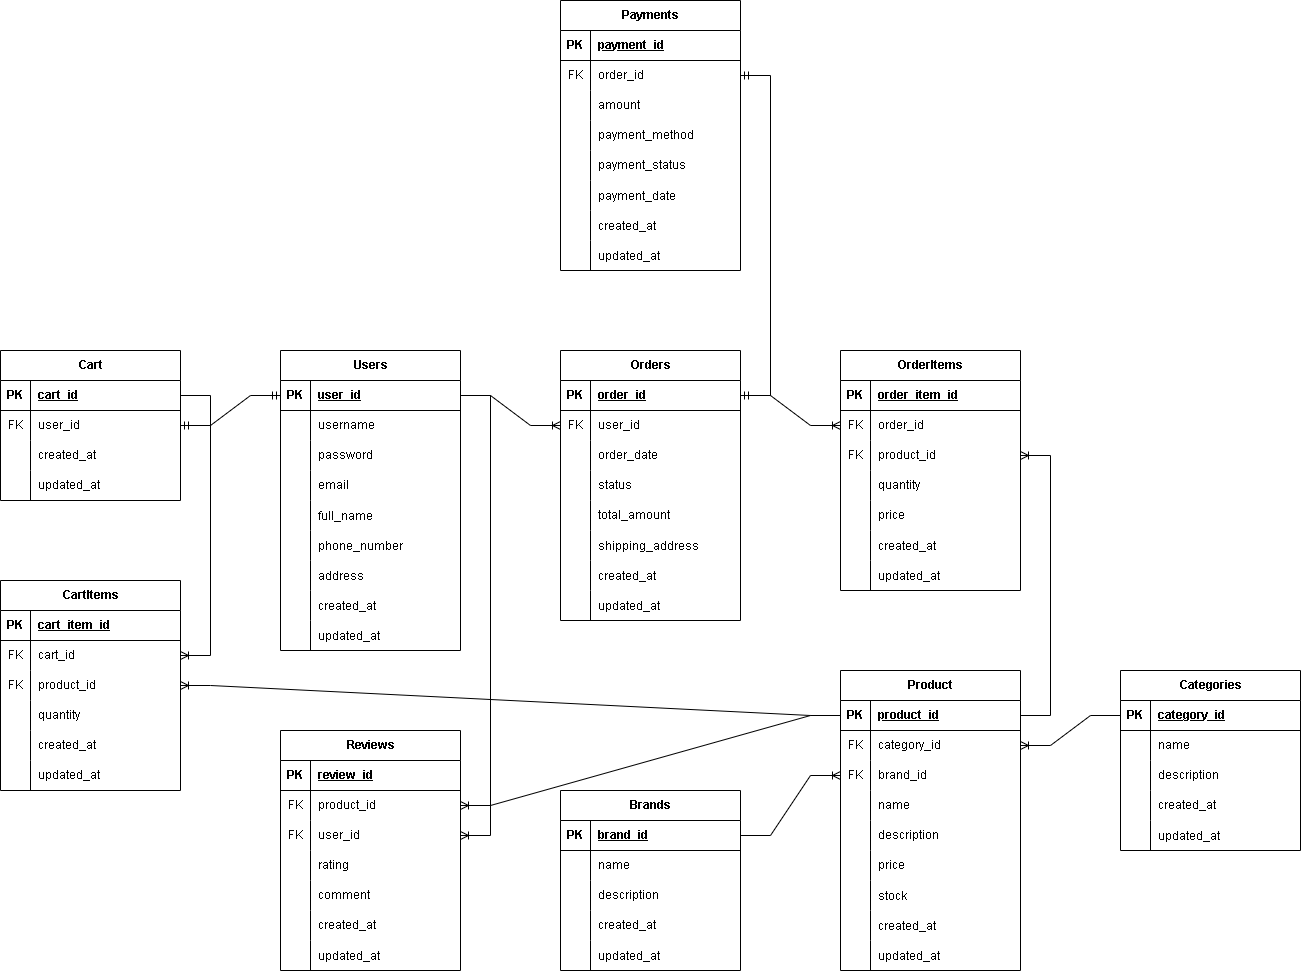 Payments
PK payment_id
FK order_id
amount
payment_method
payment_status
payment_date
created_at
updated_at
Cart
PK cart_id
FK user_id
created_at
updated_at
Users
PK user_id
username
password
email
full_name
phone_number
address
created_at
updated_at
Orders
PK order_id
FK user_id
order_date
status
total_amount
shipping_address
created_at
updated_at
OrderItems
PK order_item_id
FK order_id
FK product_id
quantity
price
created_at
updated_at
CartItems
PK cart_item_id
FK cart_id
FK product_id
quantity
created_at
updated_at
Reviews
PK review_id
FK product_id
FK user_id
rating
comment
created_at
updated_at
Brands
PK brand_id
name
description
created_at
updated_at
Product
PK product_id
FK category_id
FK brand_id
name
description
price
stock
created_at
updated_at
Categories
PK category_id
name
description
created_at
updated_at